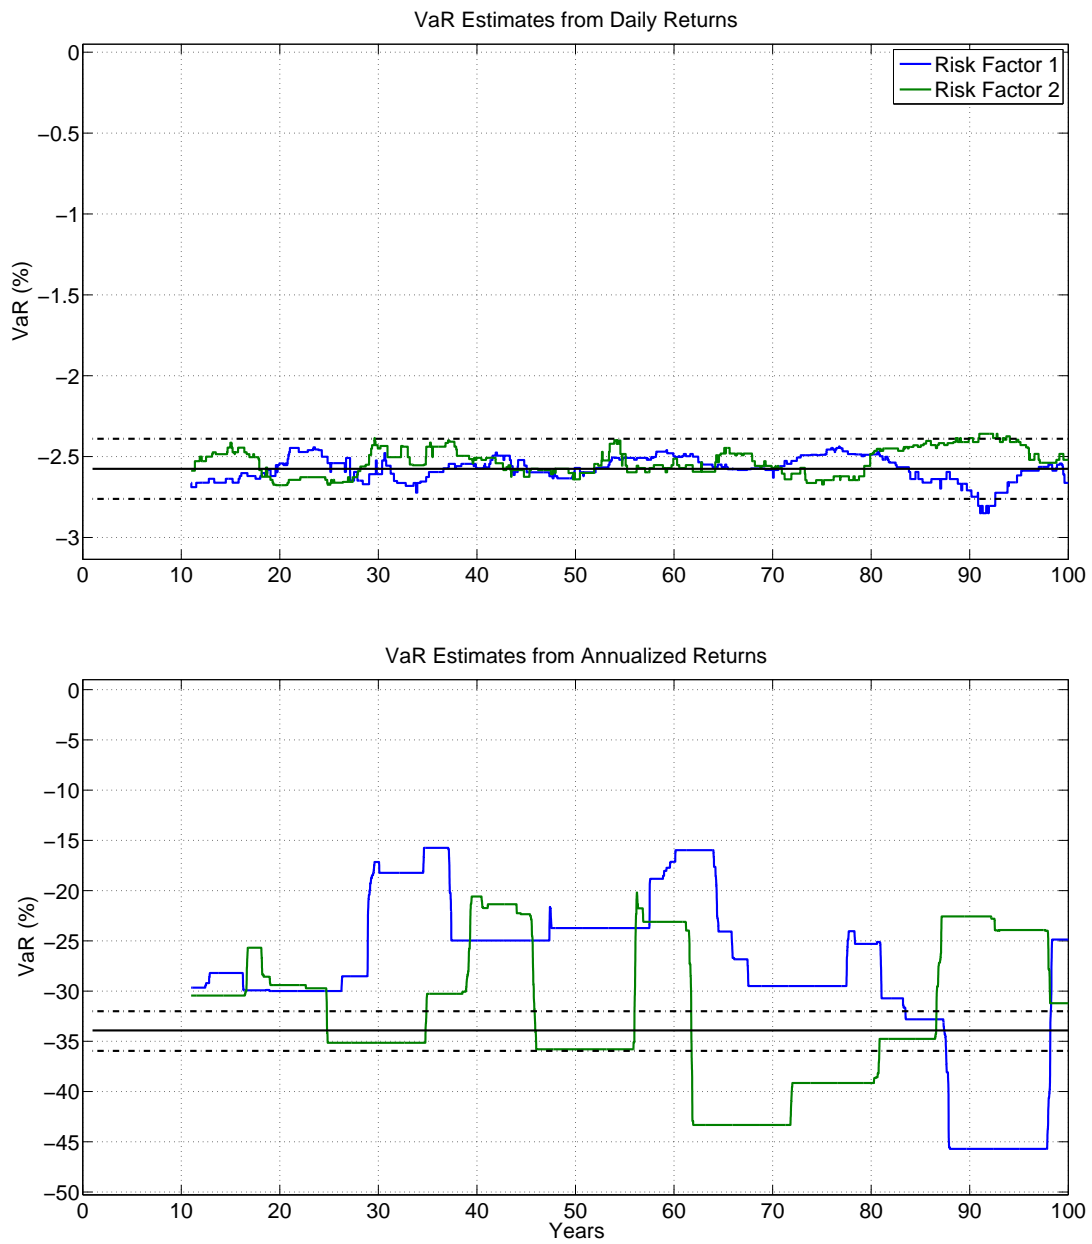 VaR Estimates from Daily Returns
Risk Factor 1
Risk Factor 2
0
−0.5
−1
−1.5
−2
−2.5
−3
VaR (%)
0 10 20 30 40 50 60 70 80 90 100
VaR Estimates from Annualized Returns
0
−5
−10
−15
−20
−25
−30
−35
−40
−45
−50
VaR (%)
0 10 20 30 40 50 60 70 80 90 100
Years